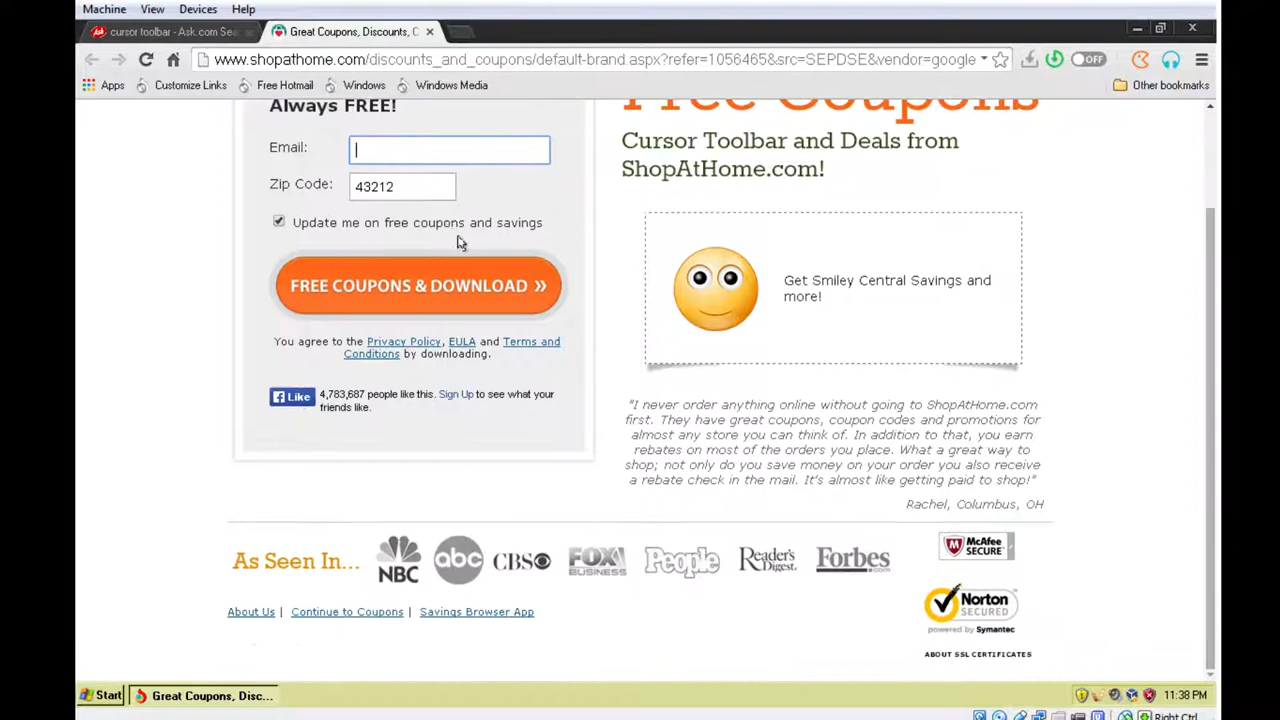 Machine View Devices Help
cursor toolbar - Ask.com Sea
Great Coupons, Discounts, C
www.shopathome.com/discounts_and_coupons/default-brand.aspx?refer=1056465&src=SEPDSE&vendor=google
OFF
Apps Customize Links Free Hotmail Windows Windows Media Other bookmarks
Always FREE!
Email:
Zip Code: 43212
Update me on free coupons and savings
FREE COUPONS & DOWNLOAD »
You agree to the Privacy Policy, EULA and Terms and
Conditions by downloading.
Like 4,783,687 people like this. Sign Up to see what your
friends like.
Free Coupons
Cursor Toolbar and Deals from
ShopAtHome.com!
Get Smiley Central Savings and
more!
"I never order anything online without going to ShopAtHome.com
first. They have great coupons, coupon codes and promotions for
almost any store you can think of. In addition to that, you earn
rebates on most of the orders you place. What a great way to
shop; not only do you save money on your order you also receive
a rebate check in the mail. It's almost like getting paid to shop!"
Rachel, Columbus, OH
As Seen In... NBC abc CBS FOX BUSINESS People Reader's Digest Forbes.com
McAfee SECURE
Norton
SECURED
powered by Symantec
ABOUT SSL CERTIFICATES
About Us | Continue to Coupons | Savings Browser App
Start Great Coupons, Disc... 11:38 PM
Right Ctrl